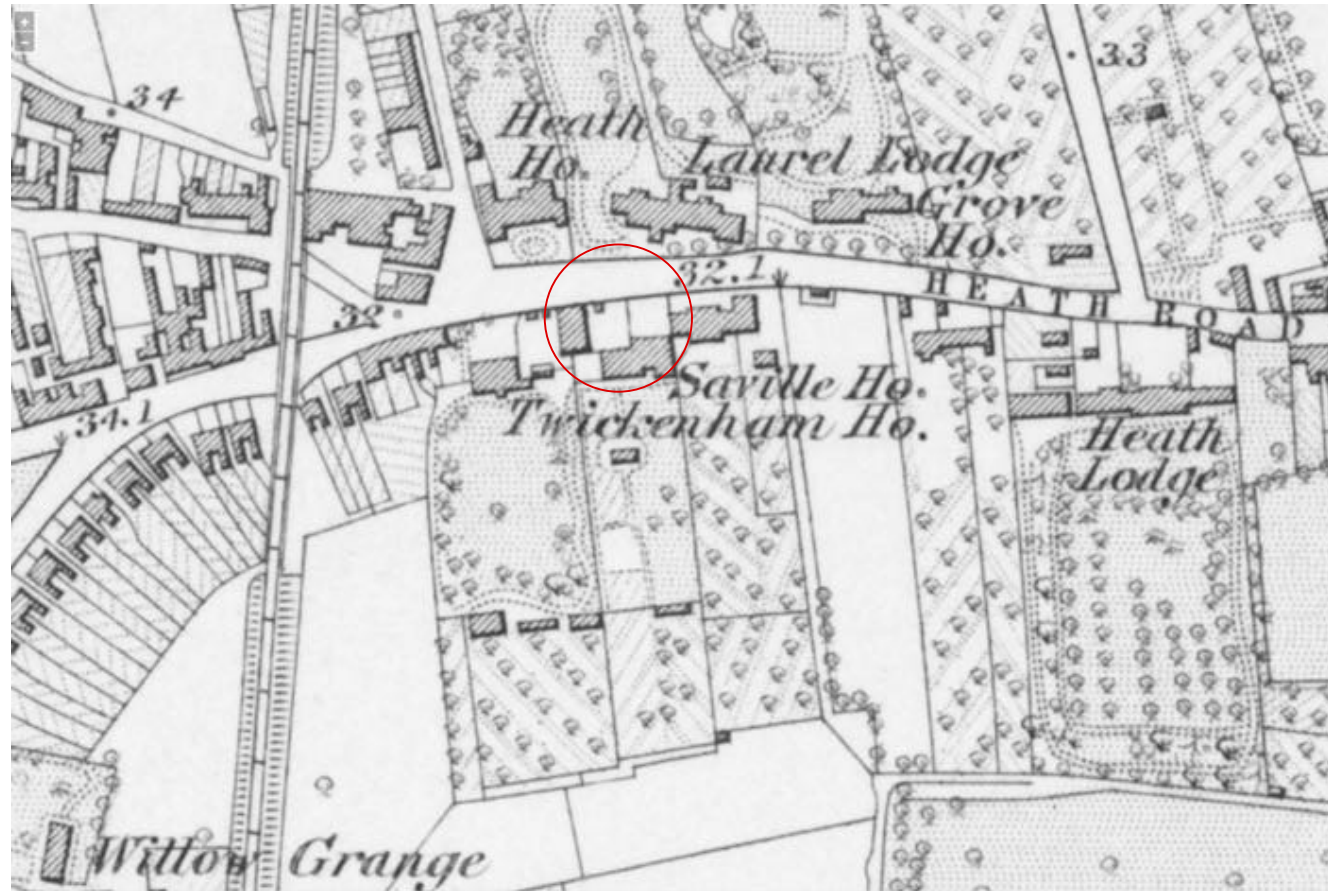 34
33
Heath
Ho.
Laurel Lodge
Grove
Ho.
32.1
HEATH ROAD
32
34.1
Saville Ho.
Twickenham Ho.
Heath
Lodge
Willow Grange